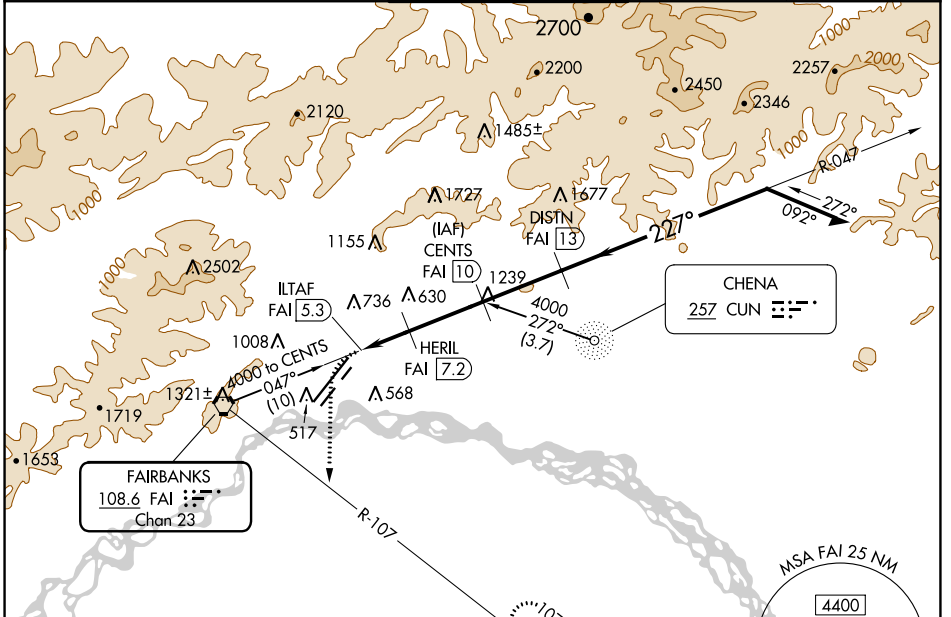 2700
1000
2200
2257
2000
2450
2346
2120
1485±
1000
R-047
1000
1727
1677
272°
092°
(IAF)
CENTS
FAI 10
DISTN
FAI 13
227°
1155
1000
2502
1239
ILTAF
FAI 5.3
736
630
4000
272°
(3.7)
CHENA
257 CUN
1008
HERIL
FAI 7.2
4000 to CENTS
047°
(10)
1321±
568
1719
517
1653
FAIRBANKS
108.6 FAI
Chan 23
R-107
MSA FAI 25 NM
4400